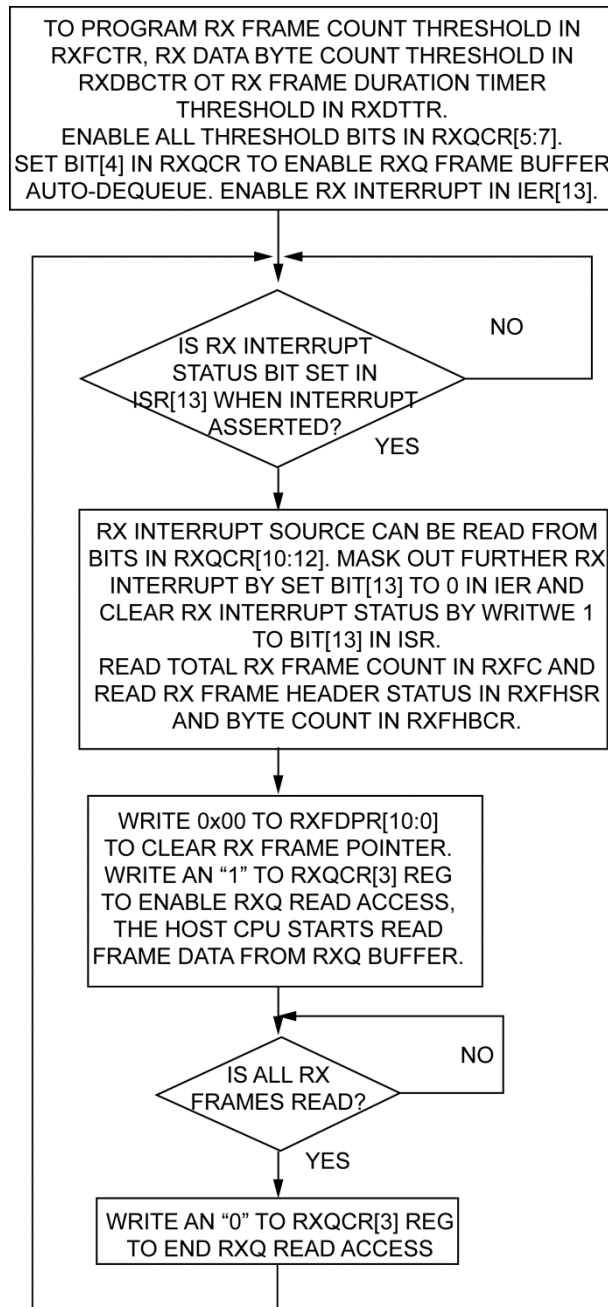 TO PROGRAM RX FRAME COUNT THRESHOLD IN
RXFCTR, RX DATA BYTE COUNT THRESHOLD IN
RXDBCTR OT RX FRAME DURATION TIMER
THRESHOLD IN RXDTTR.
ENABLE ALL THRESHOLD BITS IN RXQCR[5:7].
SET BIT[4] IN RXQCR TO ENABLE RXQ FRAME BUFFER
AUTO-DEQUEUE. ENABLE RX INTERRUPT IN IER[13].
NO
IS RX INTERRUPT
STATUS BIT SET IN
ISR[13] WHEN INTERRUPT
ASSERTED?
YES
RX INTERRUPT SOURCE CAN BE READ FROM
BITS IN RXQCR[10:12]. MASK OUT FURTHER RX
INTERRUPT BY SET BIT[13] TO 0 IN IER AND
CLEAR RX INTERRUPT STATUS BY WRITWE 1
TO BIT[13] IN ISR.
READ TOTAL RX FRAME COUNT IN RXFC AND
READ RX FRAME HEADER STATUS IN RXFHSR
AND BYTE COUNT IN RXFHBCR.
WRITE 0x00 TO RXFDPR[10:0]
TO CLEAR RX FRAME POINTER.
WRITE AN “1” TO RXQCR[3] REG
TO ENABLE RXQ READ ACCESS,
THE HOST CPU STARTS READ
FRAME DATA FROM RXQ BUFFER.
NO
IS ALL RX
FRAMES READ?
YES
WRITE AN “0” TO RXQCR[3] REG
TO END RXQ READ ACCESS